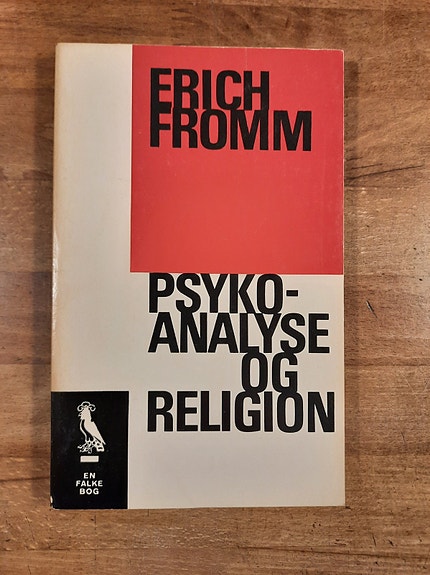 ERICH
FROMM
PSYKO-
ANALYSE
OG
RELIGION
EN
FALKE
BOG